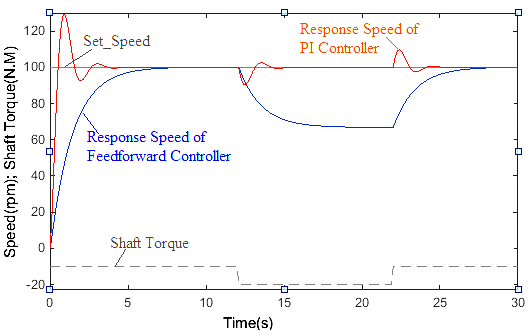 Set_Speed
Response Speed of
PI Controller
Response Speed of
Feedforward Controller
Shaft Torque
Speed(rpm); Shaft Torque(N.M)
120
100
80
60
40
20
0
-20
0
5
10
15
20
25
30
Time(s)